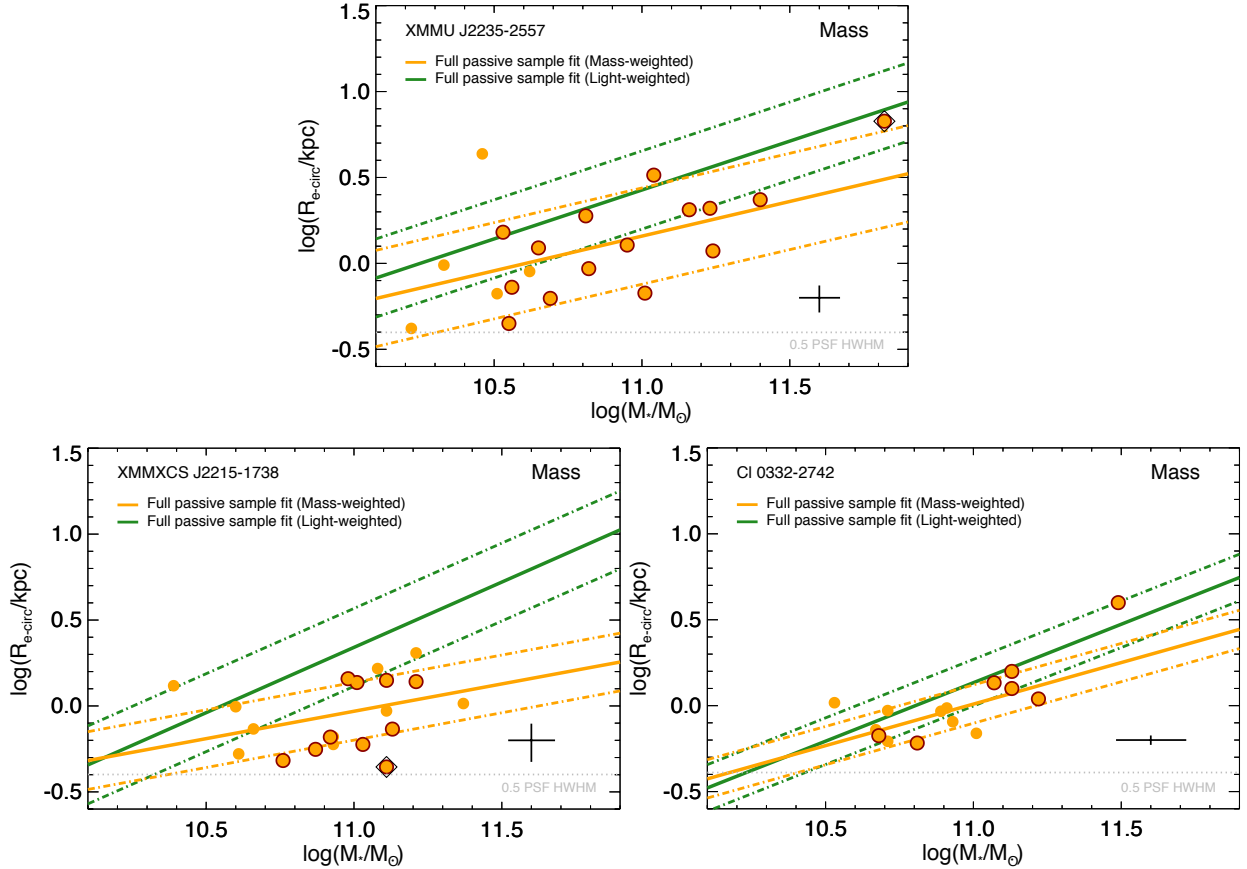 XMMU J2235-2557
Mass
Full passive sample fit (Mass-weighted)
Full passive sample fit (Light-weighted)
1.5
1.0
0.5
0.0
-0.5
log(Re-circ/kpc)
0.5 PSF HWHM
10.5 11.0 11.5
log(M*/M⊙)
XMMXCS J2215-1738
Mass
Full passive sample fit (Mass-weighted)
Full passive sample fit (Light-weighted)
1.5
1.0
0.5
0.0
-0.5
log(Re-circ/kpc)
0.5 PSF HWHM
10.5 11.0 11.5
log(M*/M⊙)
Cl 0332-2742
Mass
Full passive sample fit (Mass-weighted)
Full passive sample fit (Light-weighted)
1.5
1.0
0.5
0.0
-0.5
log(Re-circ/kpc)
0.5 PSF HWHM
10.5 11.0 11.5
log(M*/M⊙)